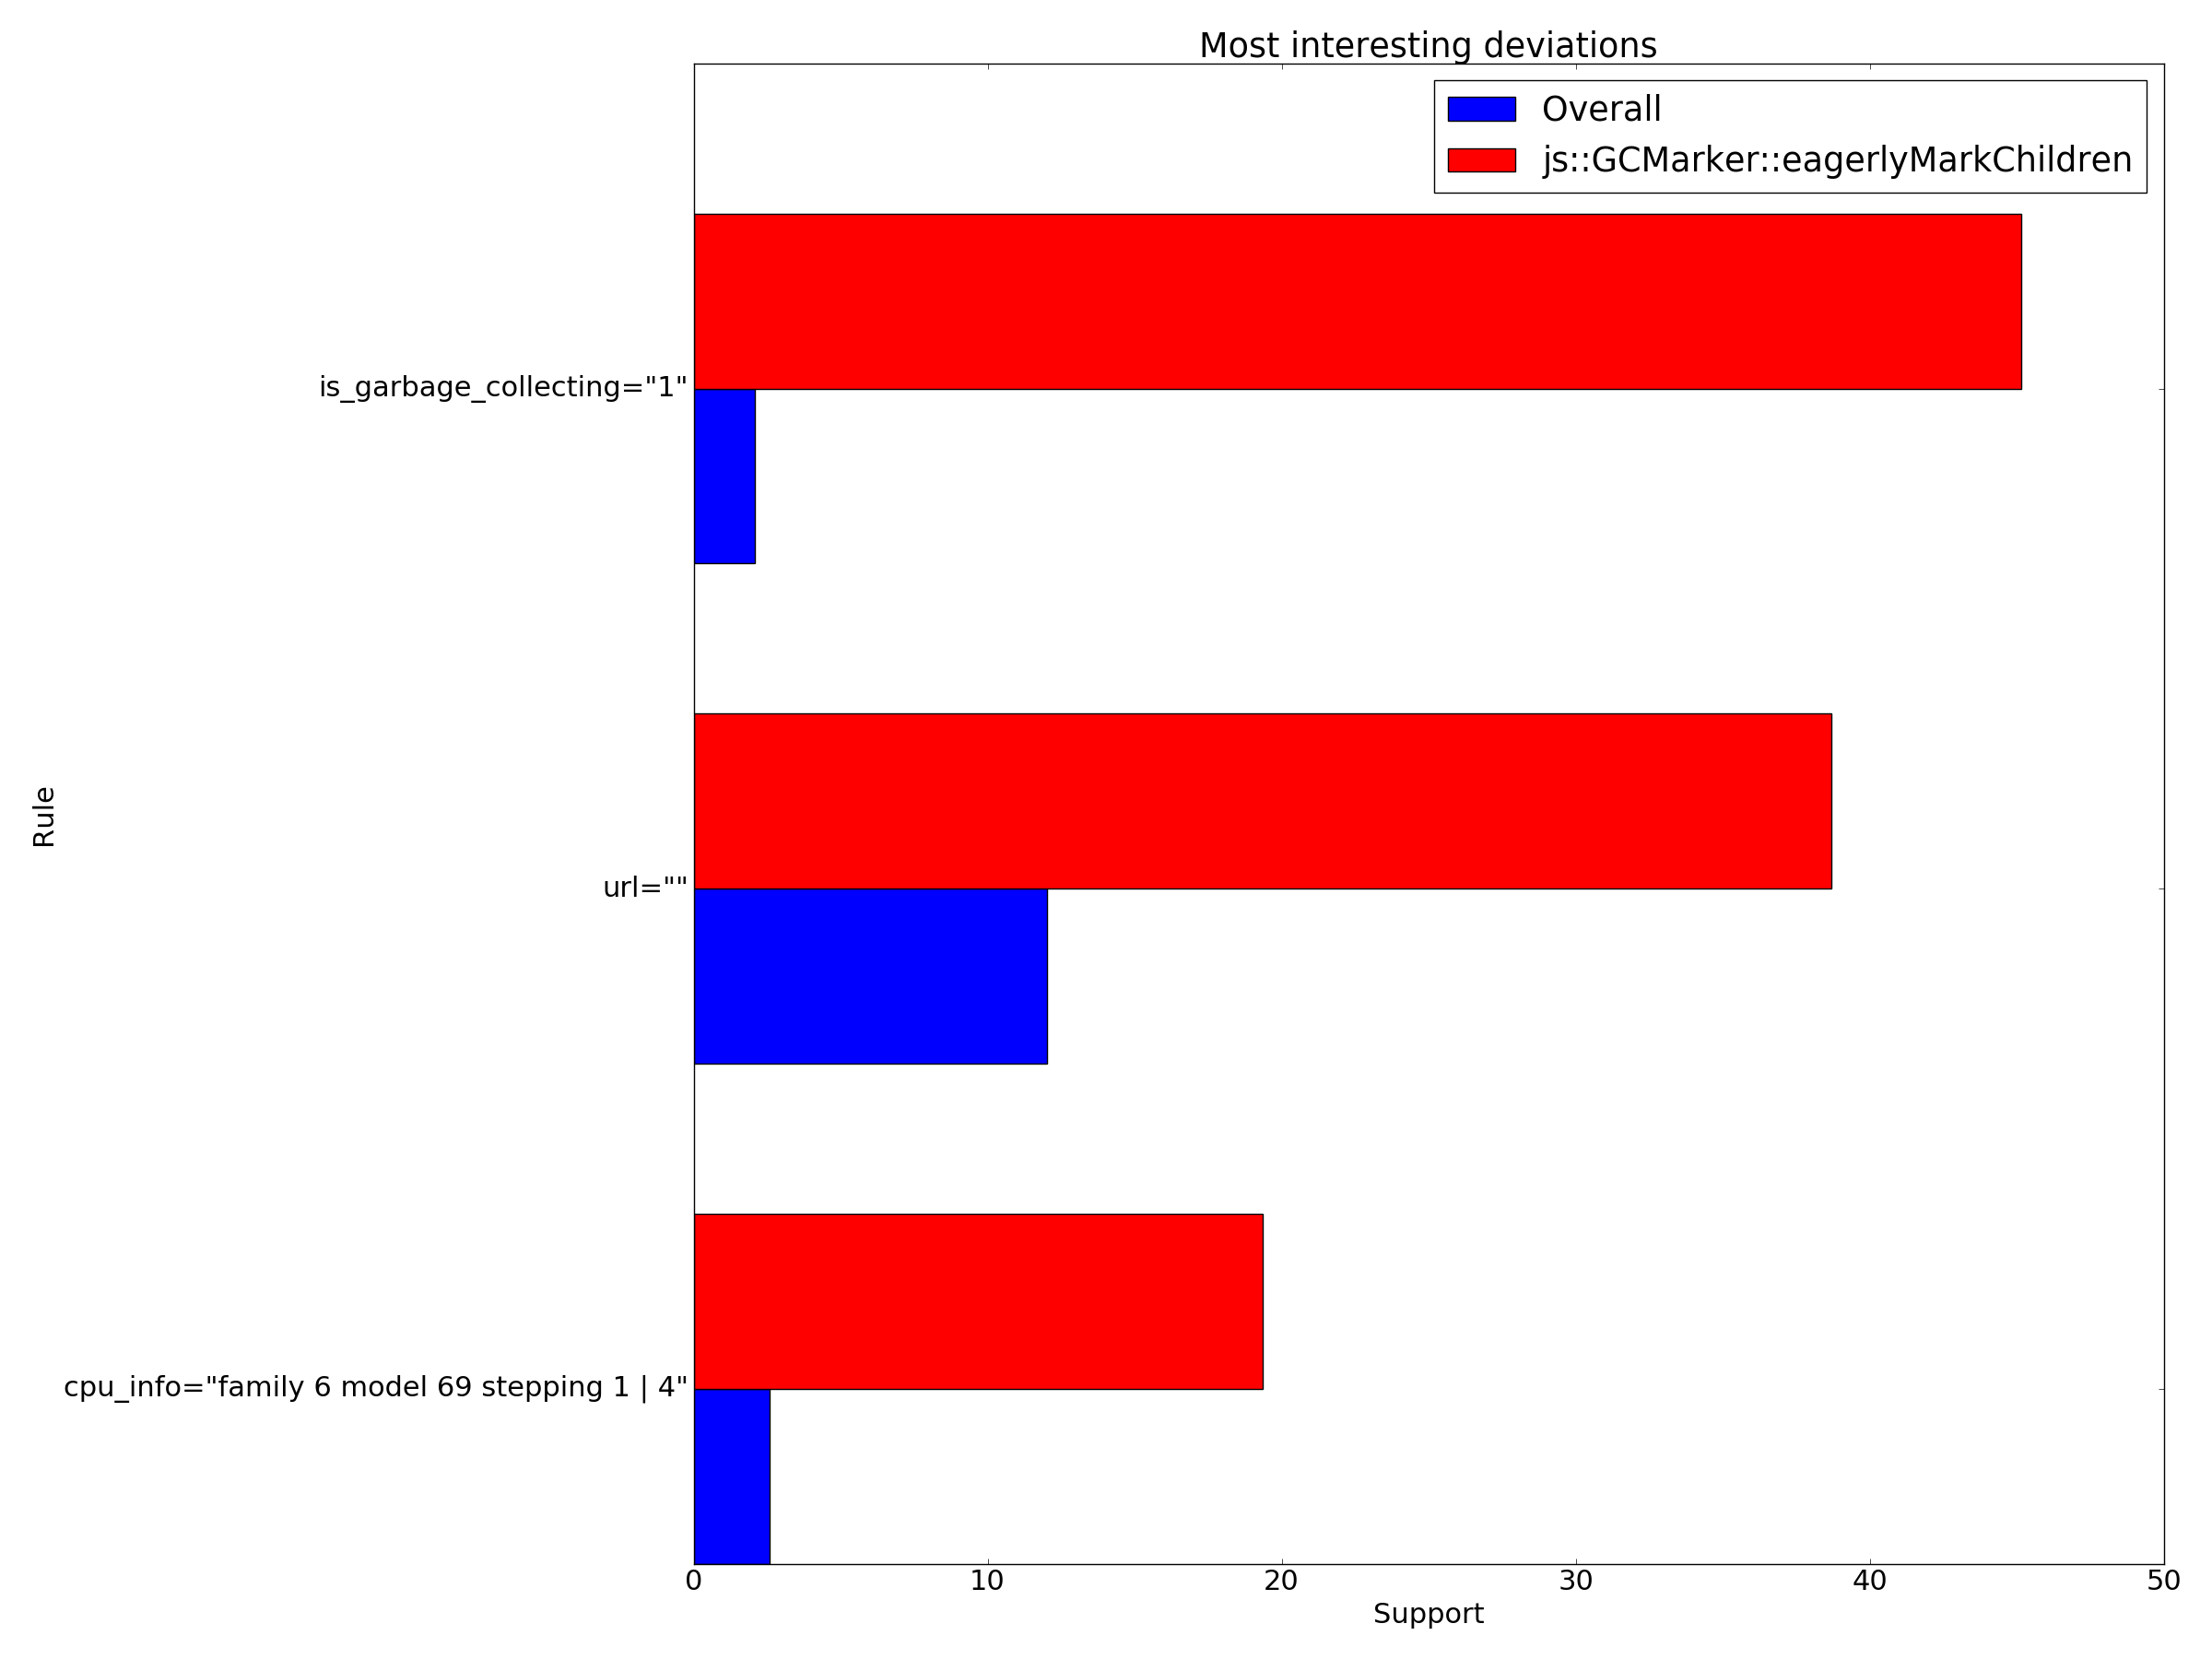 Most interesting deviations
Overall
js::GCMarker::eagerlyMarkChildren
is_garbage_collecting="1"
url=""
cpu_info="family 6 model 69 stepping 1 | 4"
Rule
0 10 20 30 40 50
Support